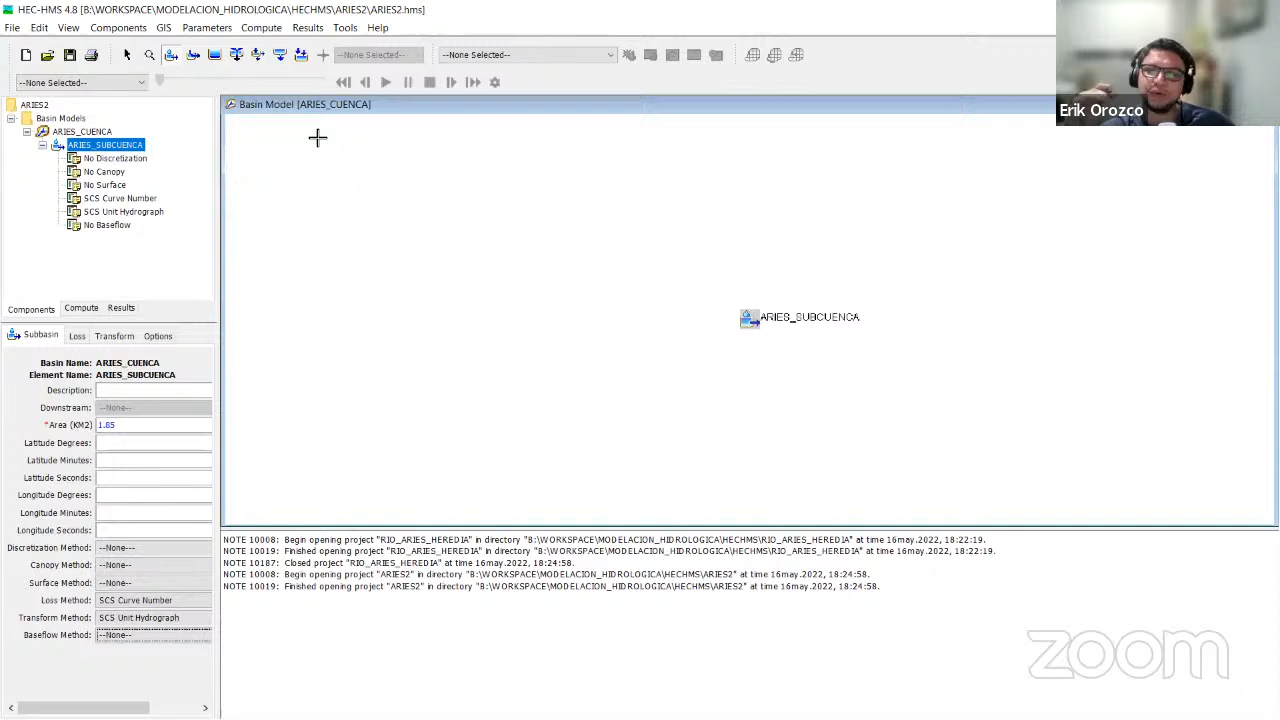 HEC-HMS 4.8 [B:\WORKSPACE\MODELACION_HIDROLOGICA\HECHMS\ARIES2\ARIES2.hms]
File Edit View Components GIS Parameters Compute Results Tools Help
--None Selected-- --None Selected--
--None Selected--
ARIES2
Basin Models
ARIES_CUENCA
ARIES_SUBCUENCA
No Discretization
No Canopy
No Surface
SCS Curve Number
SCS Unit Hydrograph
No Baseflow
Components Compute Results
Subbasin Loss Transform Options
Basin Name: ARIES_CUENCA
Element Name: ARIES_SUBCUENCA
Description:
Downstream: --None--
*Area (KM2) 1.85
Latitude Degrees:
Latitude Minutes:
Latitude Seconds:
Longitude Degrees:
Longitude Minutes:
Longitude Seconds:
Discretization Method: --None--
Canopy Method: --None--
Surface Method: --None--
Loss Method: SCS Curve Number
Transform Method: SCS Unit Hydrograph
Baseflow Method: --None--
Basin Model [ARIES_CUENCA]
ARIES_SUBCUENCA
Erik Orozco
NOTE 10008: Begin opening project "RIO_ARIES_HEREDIA" in directory "B:\WORKSPACE\MODELACION_HIDROLOGICA\HECHMS\RIO_ARIES_HEREDIA" at time 16may.2022, 18:22:19.
NOTE 10019: Finished opening project "RIO_ARIES_HEREDIA" in directory "B:\WORKSPACE\MODELACION_HIDROLOGICA\HECHMS\RIO_ARIES_HEREDIA" at time 16may.2022, 18:22:19.
NOTE 10187: Closed project "RIO_ARIES_HEREDIA" at time 16may.2022, 18:24:58.
NOTE 10008: Begin opening project "ARIES2" in directory "B:\WORKSPACE\MODELACION_HIDROLOGICA\HECHMS\ARIES2" at time 16may.2022, 18:24:58.
NOTE 10019: Finished opening project "ARIES2" in directory "B:\WORKSPACE\MODELACION_HIDROLOGICA\HECHMS\ARIES2" at time 16may.2022, 18:24:58.
zoom